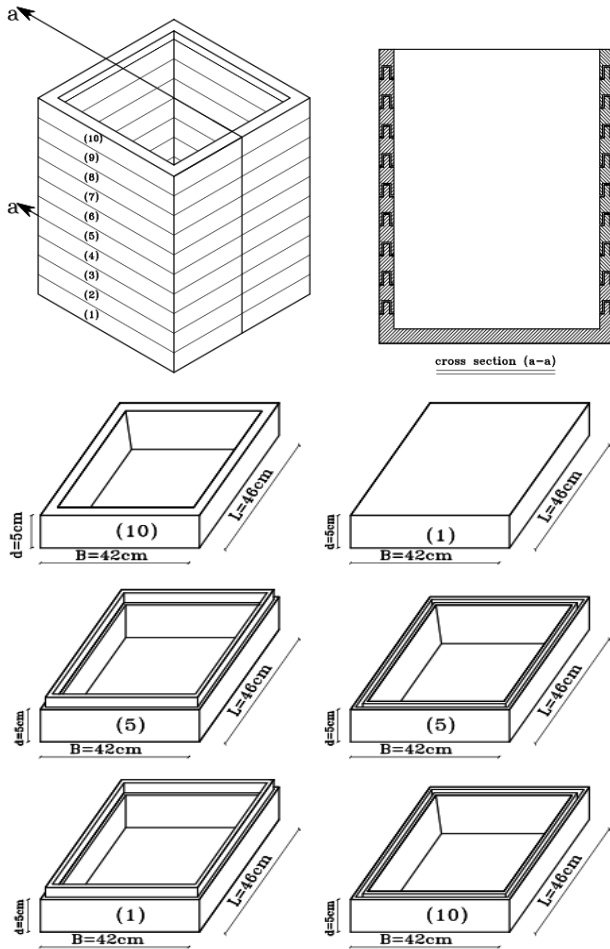 a
(10)
(9)
(8)
(7)
a
(6)
(5)
(4)
(3)
(2)
(1)
cross section (a-a)
d=5cm
(10)
B=42cm
L=46cm
d=5cm
(1)
B=42cm
L=46cm
d=5cm
(5)
B=42cm
L=46cm
d=5cm
(5)
B=42cm
L=46cm
d=5cm
(1)
B=42cm
L=46cm
d=5cm
(10)
B=42cm
L=46cm